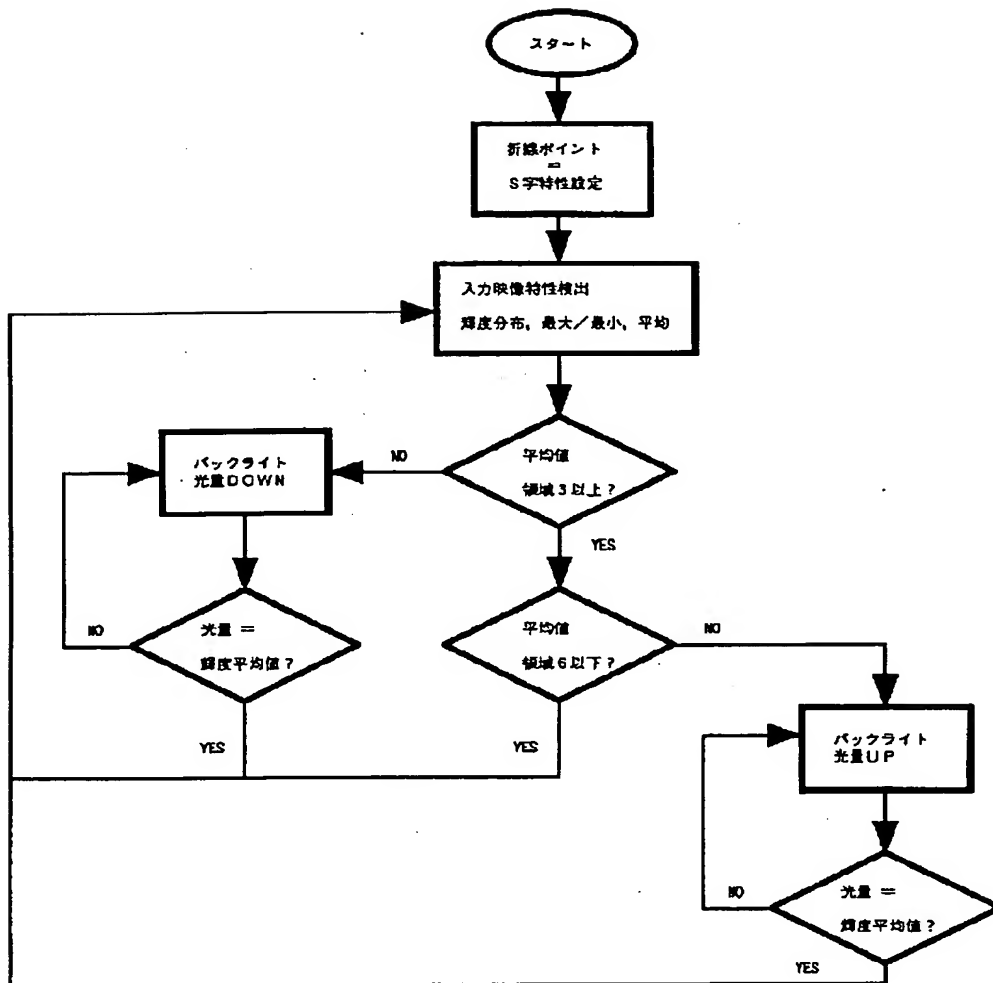 スタート
折線ポイント
=
S字特性設定
入力映像特性検出
輝度分布, 最大/最小, 平均
バックライト
光量DOWN
NO
平均値
領域3以上?
YES
NO
光量 =
輝度平均値?
平均値
領域6以下?
NO
YES
YES
バックライト
光量UP
NO
光量 =
輝度平均値?
YES